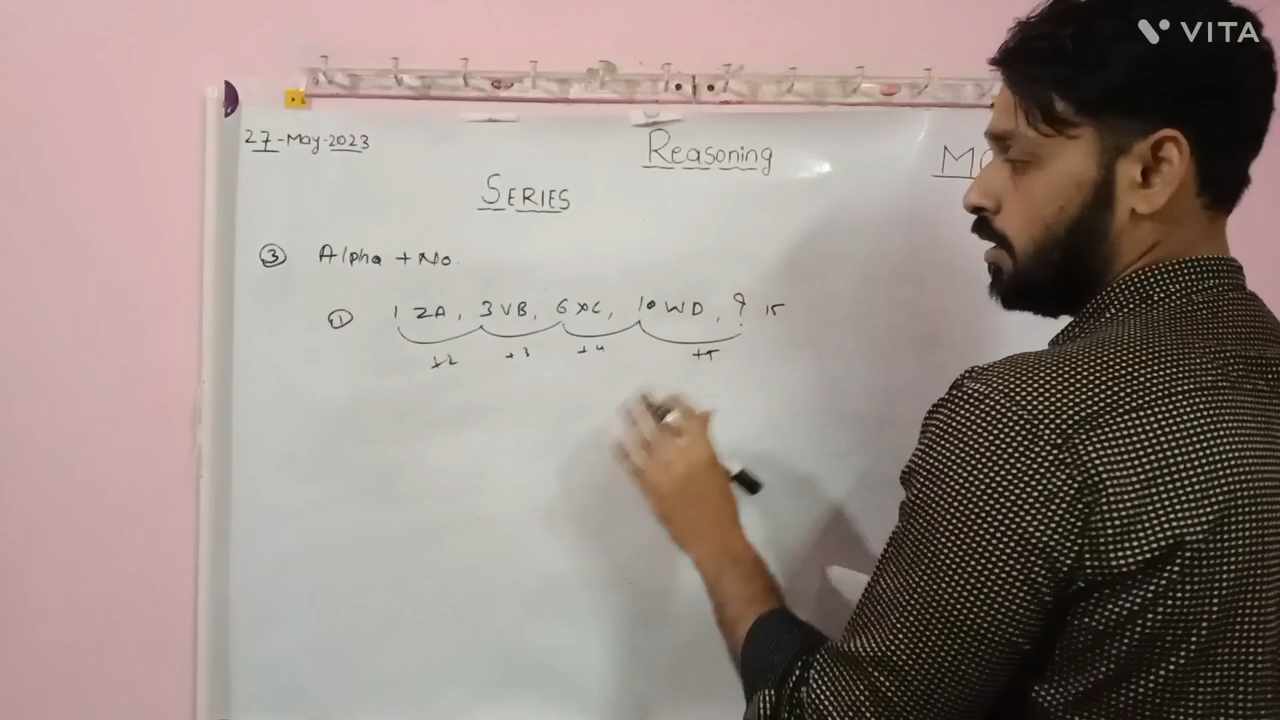 VITA
27-May-2023
Reasoning
SERIES
③ Alpha + No.
① 1 ZA, 3 VB, 6 XC, 10 WD, ? 15
+2 +3 +4 +5